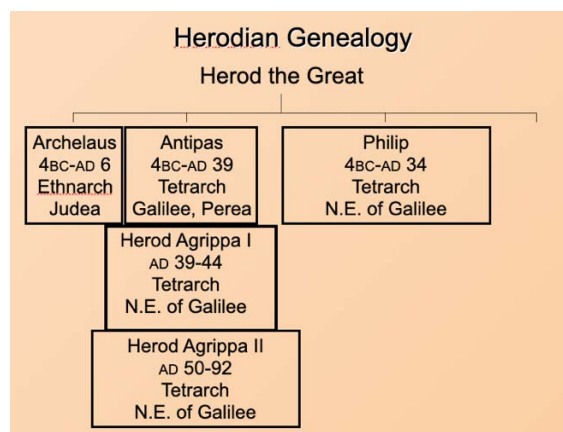 Herodian Genealogy
Herod the Great
Archelaus
4BC-AD 6
Ethnarch
Judea
Antipas
4BC-AD 39
Tetrarch
Galilee, Perea
Philip
4BC-AD 34
Tetrarch
N.E. of Galilee
Herod Agrippa I
AD 39-44
Tetrarch
N.E. of Galilee
Herod Agrippa II
AD 50-92
Tetrarch
N.E. of Galilee